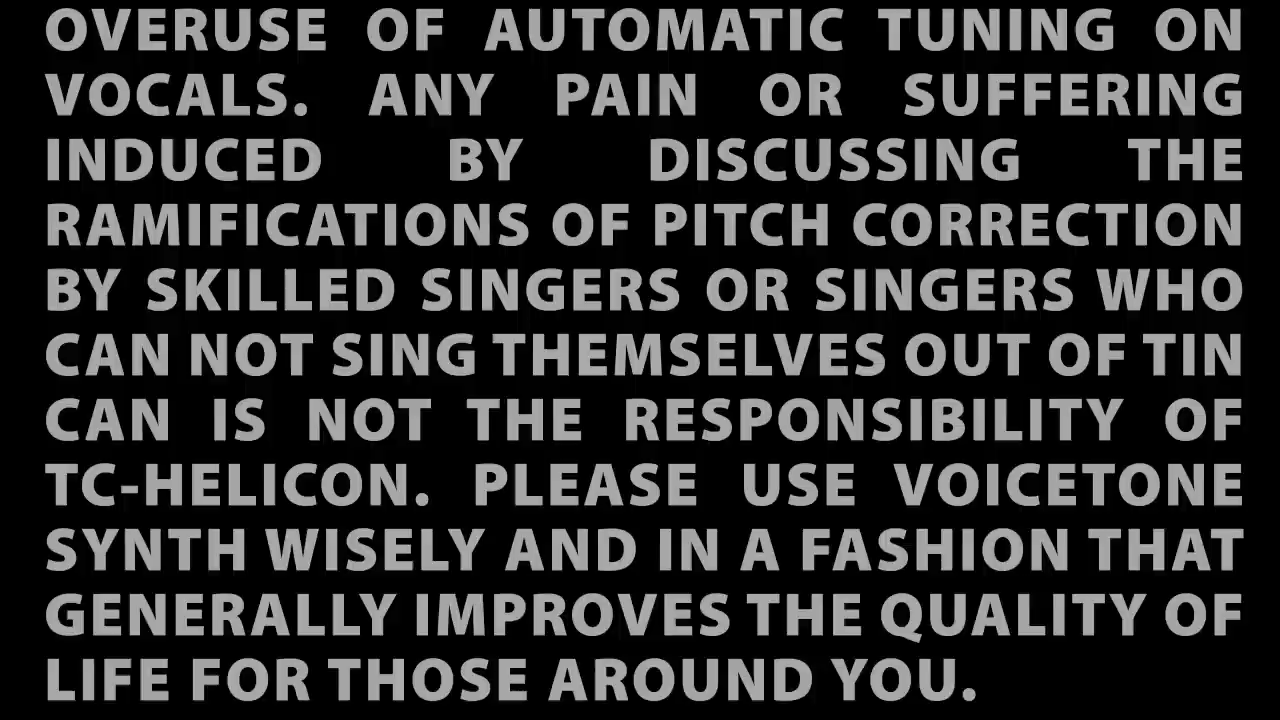 OVERUSE OF AUTOMATIC TUNING ON
VOCALS. ANY PAIN OR SUFFERING
INDUCED BY DISCUSSING THE
RAMIFICATIONS OF PITCH CORRECTION
BY SKILLED SINGERS OR SINGERS WHO
CAN NOT SING THEMSELVES OUT OF TIN
CAN IS NOT THE RESPONSIBILITY OF
TC-HELICON. PLEASE USE VOICETONE
SYNTH WISELY AND IN A FASHION THAT
GENERALLY IMPROVES THE QUALITY OF
LIFE FOR THOSE AROUND YOU.